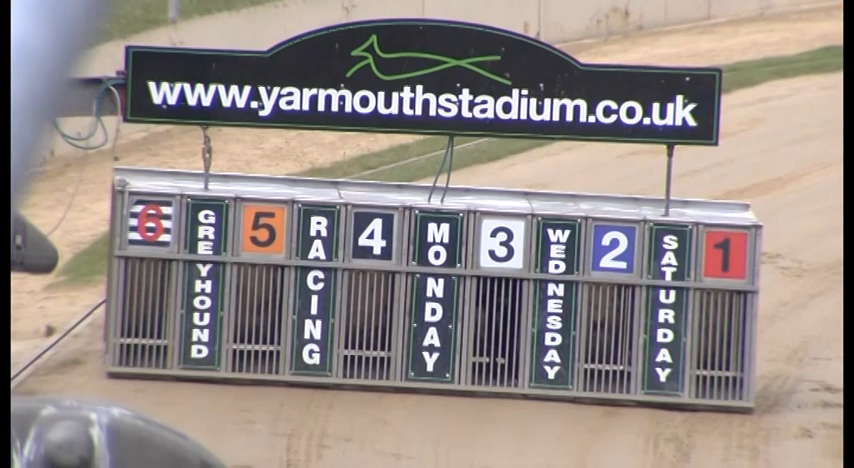 www.yarmouthstadium.co.uk
6
GREYHOUND
5
RACING
4
MONDAY
3
WEDNESDAY
2
SATURDAY
1